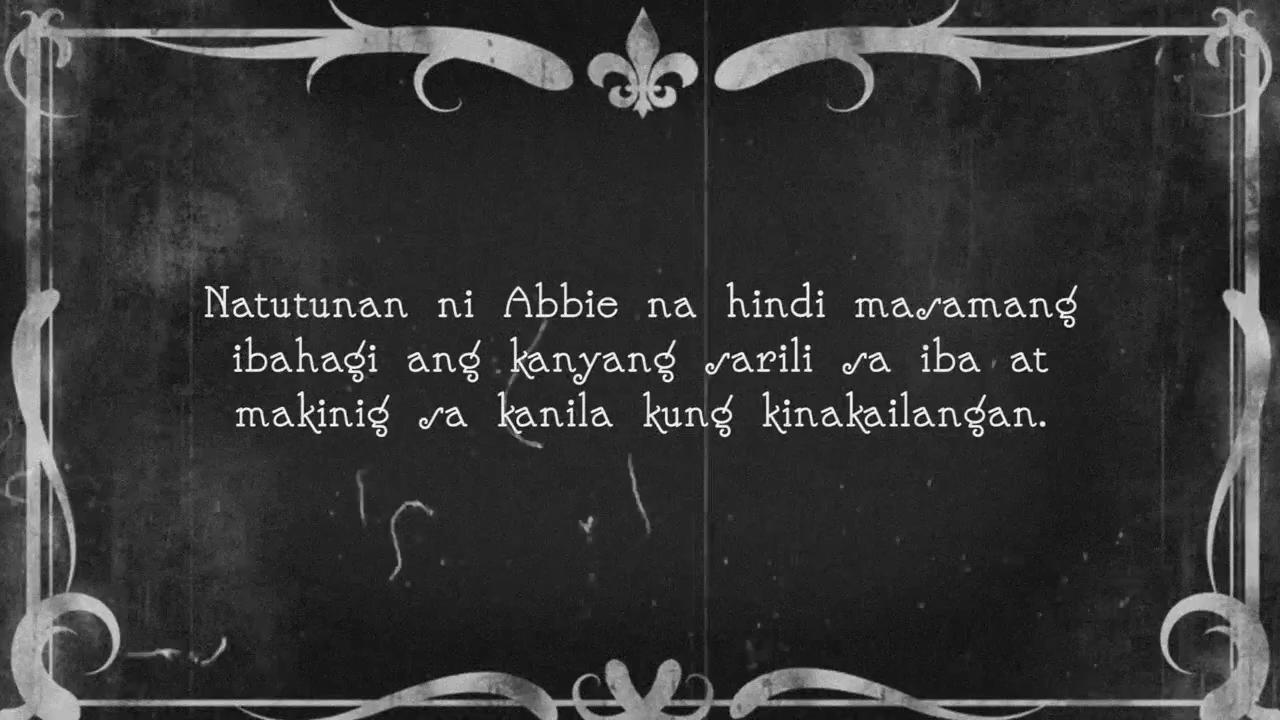 Natutunan ni Abbie na hindi masamang
ibahagi ang kanyang sarili sa iba at
makinig sa kanila kung kinakailangan.